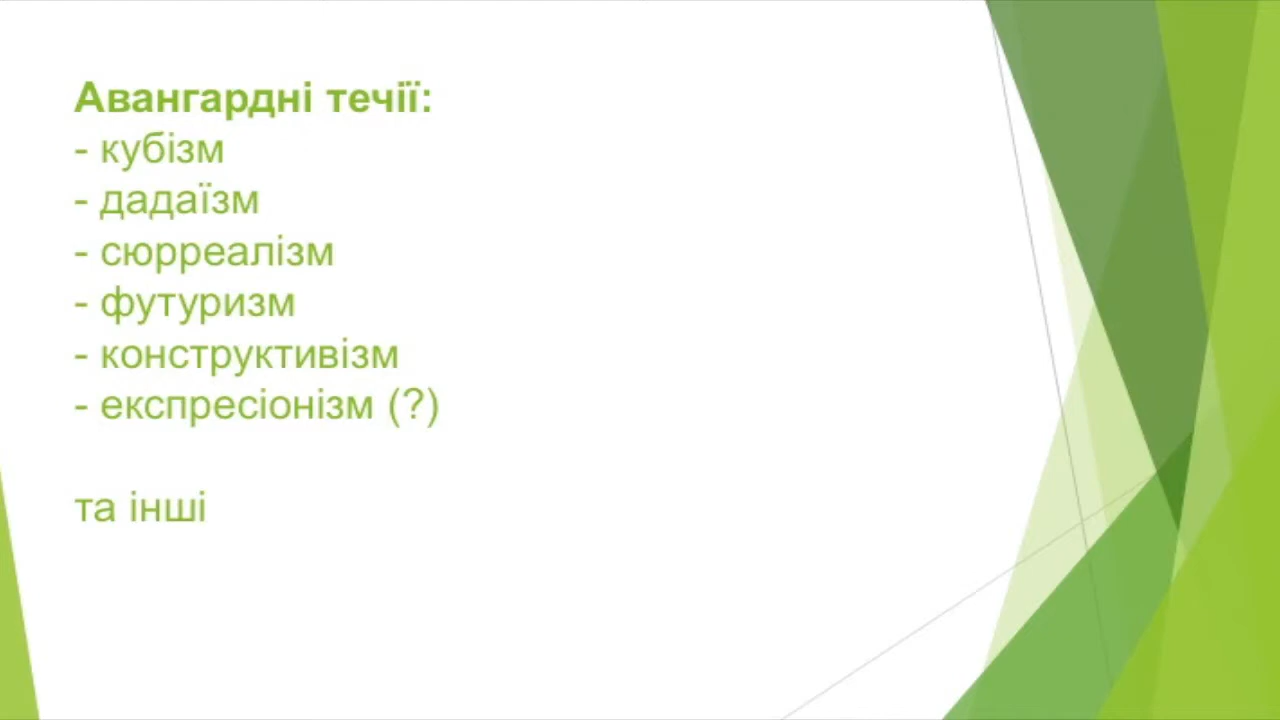 Авангардні течії:
- кубізм
- дадаїзм
- сюрреалізм
- футуризм
- конструктивізм
- експресіонізм (?)
та інші